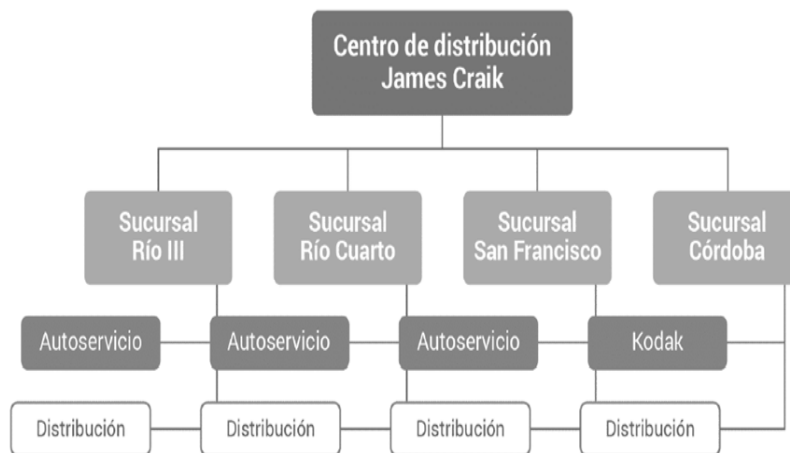 Centro de distribución
James Craik
Sucursal
Río III
Sucursal
Río Cuarto
Sucursal
San Francisco
Sucursal
Córdoba
Autoservicio
Autoservicio
Autoservicio
Kodak
Distribución
Distribución
Distribución
Distribución